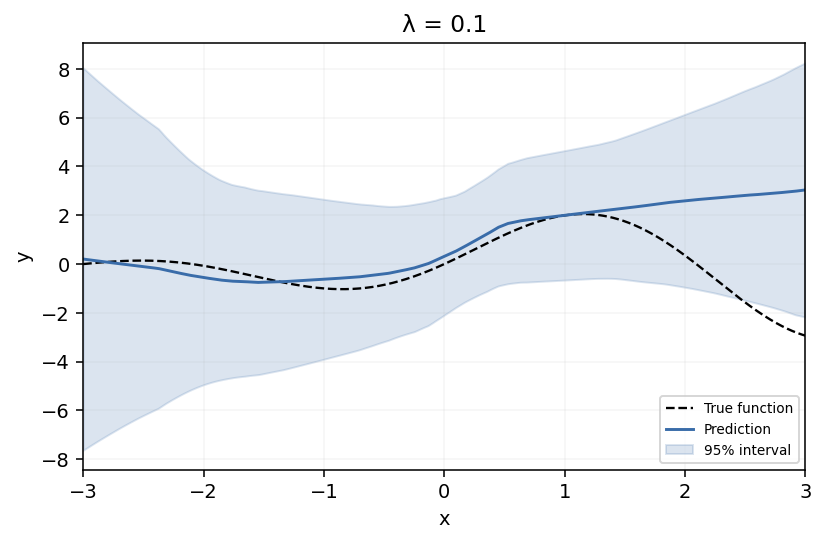 λ = 0.1
8
6
4
2
0
−2
−4
−6
−8
y
−3
−2
−1
0
1
2
3
x
True function
Prediction
95% interval